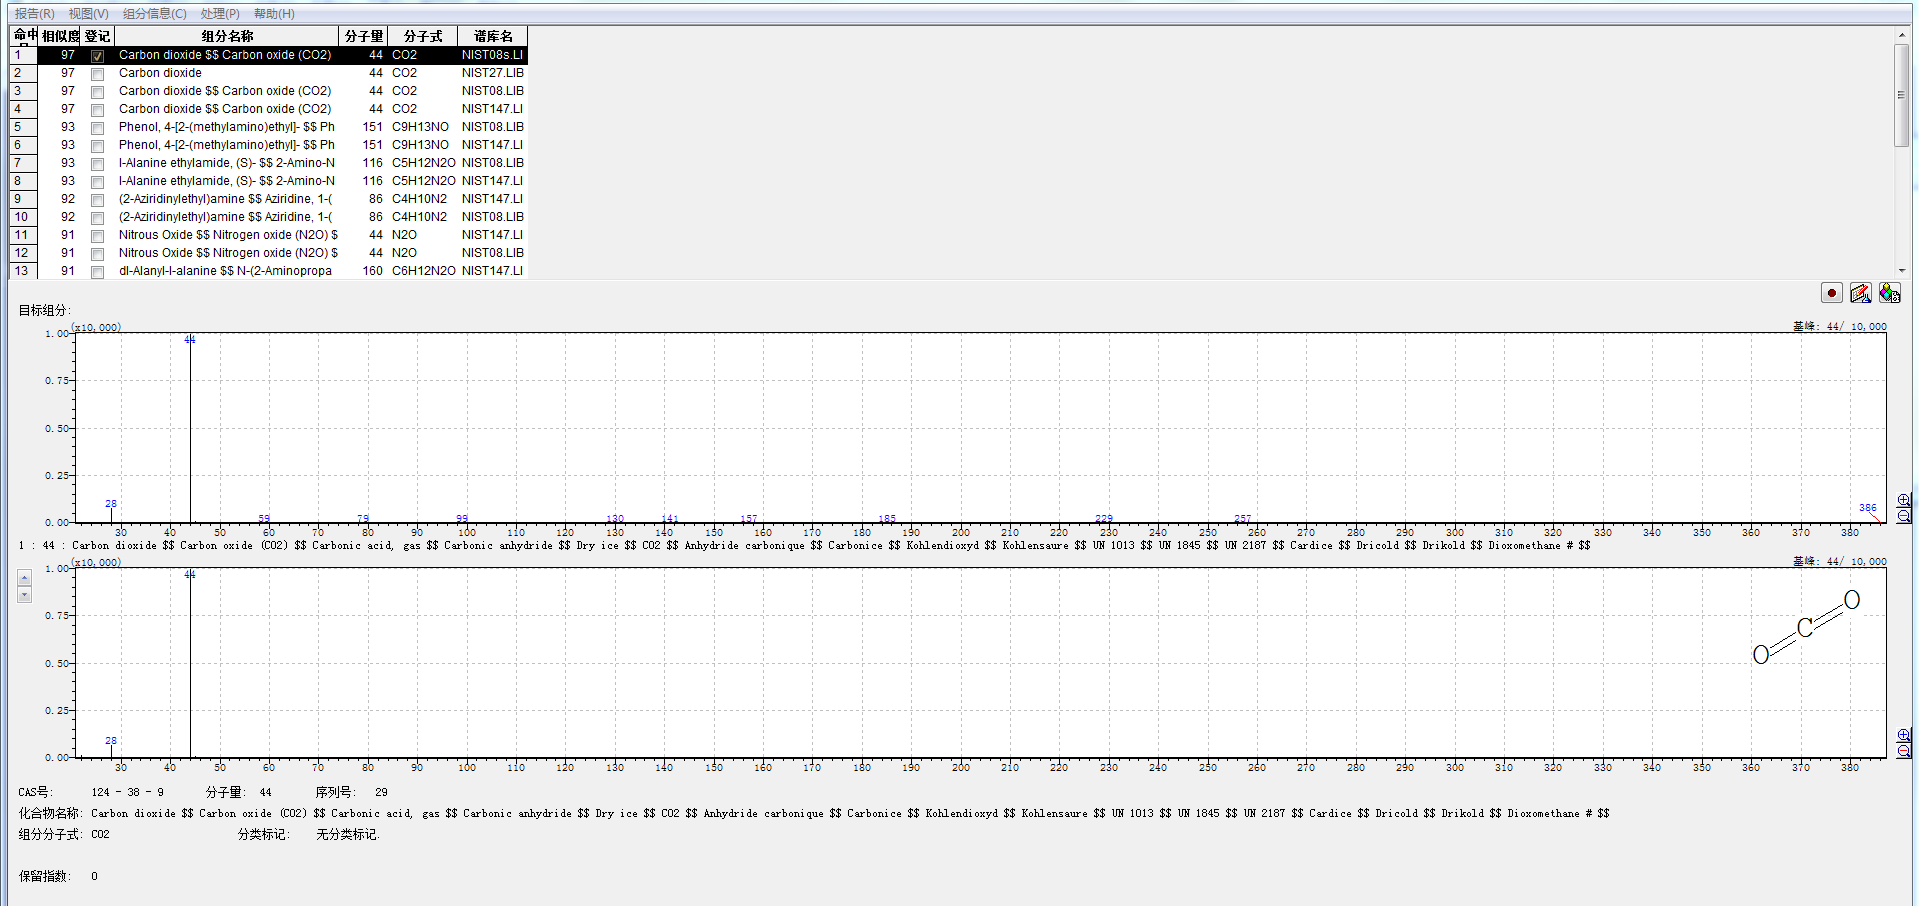 报告(R) 视图(V) 组分信息(C) 处理(P) 帮助(H)
命中 相似度 登记 组分名称 分子量 分子式 谱库名
1 97 Carbon dioxide $$ Carbon oxide (CO2) 44 CO2 NIST08s.LI
2 97 Carbon dioxide 44 CO2 NIST27.LIB
3 97 Carbon dioxide $$ Carbon oxide (CO2) 44 CO2 NIST08.LIB
4 97 Carbon dioxide $$ Carbon oxide (CO2) 44 CO2 NIST147.LI
5 93 Phenol, 4-[2-(methylamino)ethyl]- $$ Ph 151 C9H13NO NIST08.LIB
6 93 Phenol, 4-[2-(methylamino)ethyl]- $$ Ph 151 C9H13NO NIST147.LI
7 93 l-Alanine ethylamide, (S)- $$ 2-Amino-N 116 C5H12N2O NIST08.LIB
8 93 l-Alanine ethylamide, (S)- $$ 2-Amino-N 116 C5H12N2O NIST147.LI
9 92 (2-Aziridinylethyl)amine $$ Aziridine, 1-( 86 C4H10N2 NIST147.LI
10 92 (2-Aziridinylethyl)amine $$ Aziridine, 1-( 86 C4H10N2 NIST08.LIB
11 91 Nitrous Oxide $$ Nitrogen oxide (N2O) $ 44 N2O NIST147.LI
12 91 Nitrous Oxide $$ Nitrogen oxide (N2O) $ 44 N2O NIST08.LIB
13 91 dl-Alanyl-l-alanine $$ N-(2-Aminopropa 160 C6H12N2O NIST147.LI
目标组分:
(x10,000) 基峰: 44/ 10,000
1.00
44
0.75
0.50
0.25
28 386
59 79 99 130 141 157 185 229 257
0.00
30 40 50 60 70 80 90 100 110 120 130 140 150 160 170 180 190 200 210 220 230 240 250 260 270 280 290 300 310 320 330 340 350 360 370 380
1 : 44 : Carbon dioxide $$ Carbon oxide (CO2) $$ Carbonic acid, gas $$ Carbonic anhydride $$ Dry ice $$ CO2 $$ Anhydride carbonique $$ Carbonice $$ Kohlendioxyd $$ Kohlensaure $$ UN 1013 $$ UN 1845 $$ UN 2187 $$ Cardice $$ Dricold $$ Drikold $$ Dioxomethane # $$
(x10,000) 基峰: 44/ 10,000
1.00
44
O
0.75
C
O
0.50
0.25
28
0.00
30 40 50 60 70 80 90 100 110 120 130 140 150 160 170 180 190 200 210 220 230 240 250 260 270 280 290 300 310 320 330 340 350 360 370 380
CAS号: 124 - 38 - 9 分子量: 44 序列号: 29
化合物名称: Carbon dioxide $$ Carbon oxide (CO2) $$ Carbonic acid, gas $$ Carbonic anhydride $$ Dry ice $$ CO2 $$ Anhydride carbonique $$ Carbonice $$ Kohlendioxyd $$ Kohlensaure $$ UN 1013 $$ UN 1845 $$ UN 2187 $$ Cardice $$ Dricold $$ Drikold $$ Dioxomethane # $$
组分分子式: CO2 分类标记: 无分类标记.
保留指数: 0